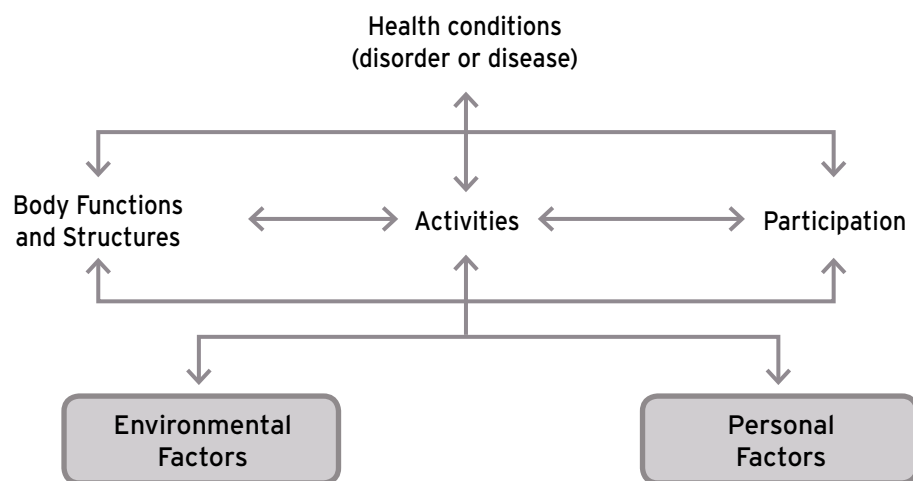 Health conditions
(disorder or disease)
Body Functions
and Structures
Activities
Participation
Environmental
Factors
Personal
Factors